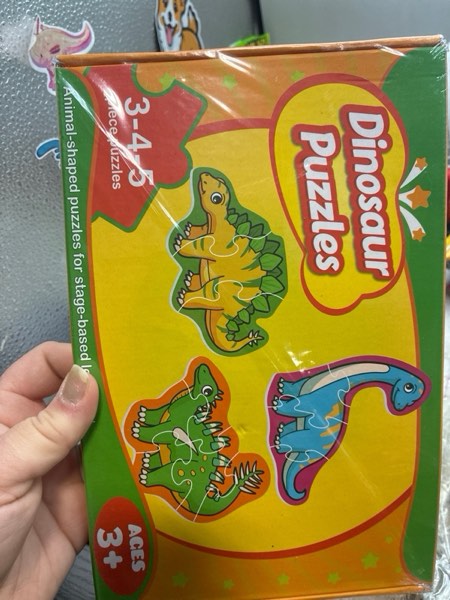 Dinosaur
Puzzles
3-4-5
piece puzzles
Animal-shaped puzzles for stage-based
AGES
3+